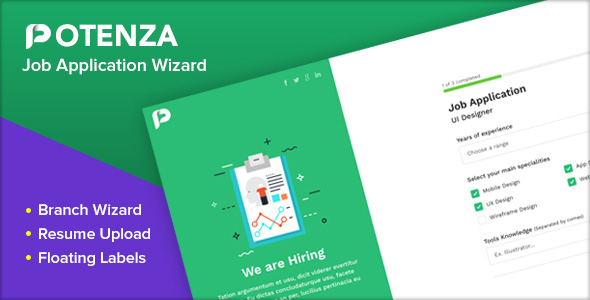 POTENZA
Job Application Wizard
Branch Wizard
Resume Upload
Floating Labels
We are Hiring
Tation argumentum et usu, dicit viderer evertitur
Eu dictas concludaturque usu, facete
per, lucilius pertinacia eu
1 of 3 completed
Job Application
UI Designer
Years of experience
Choose a range
Select your main specialities
Mobile Design
App
UX Design
Web
Wireframe Design
Tools Knowledge (Separated by comma)
Ex. Illustrator...